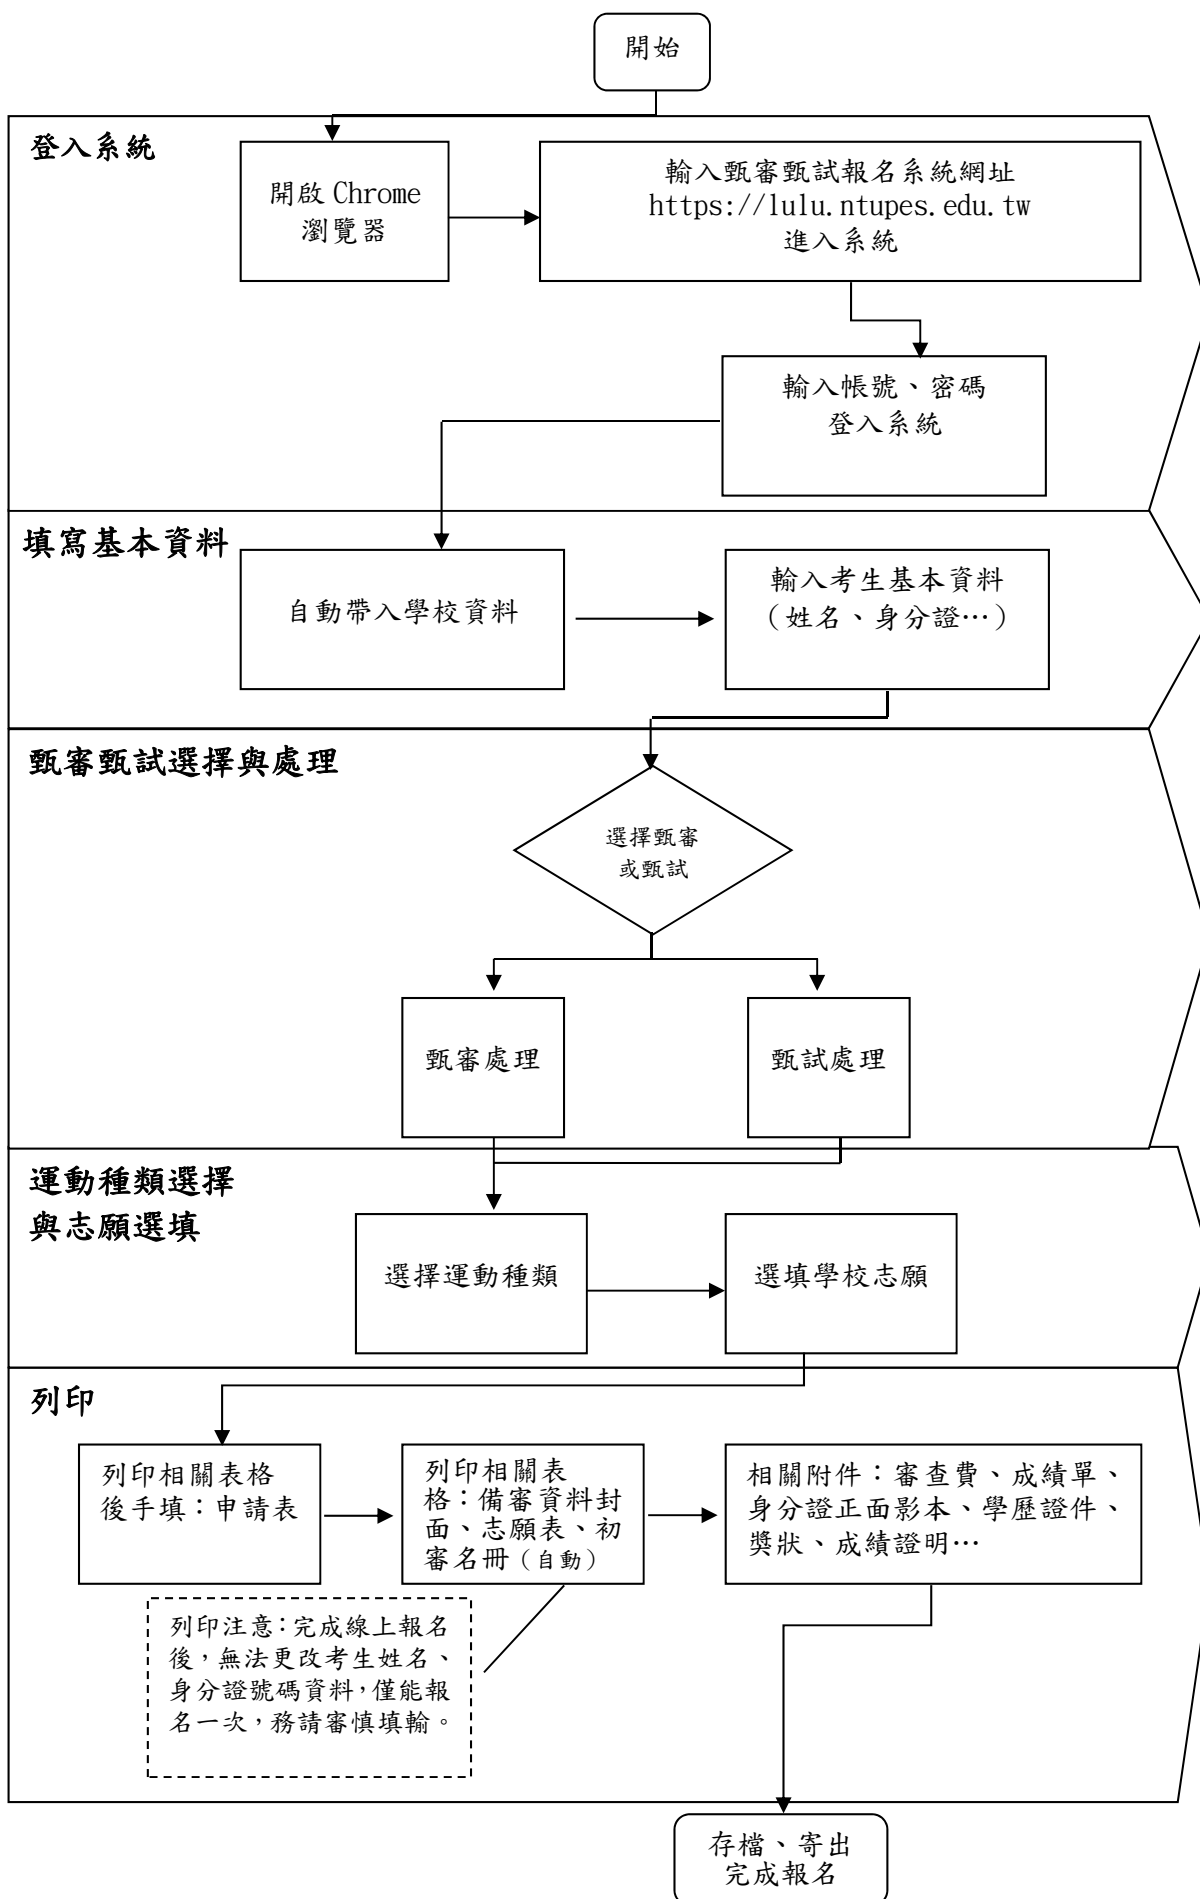 開始
登入系統
開啟 Chrome
瀏覽器
輸入甄審甄試報名系統網址
https://lulu.ntupes.edu.tw
進入系統
輸入帳號、密碼
登入系統
填寫基本資料
自動帶入學校資料
輸入考生基本資料
（姓名、身分證…）
甄審甄試選擇與處理
選擇甄審
或甄試
甄審處理
甄試處理
運動種類選擇
與志願選填
選擇運動種類
選填學校志願
列印
列印相關表格
後手填：申請表
列印相關表
格：備審資料封
面、志願表、初
審名冊（自動）
相關附件：審查費、成績單、
身分證正面影本、學歷證件、
獎狀、成績證明…
列印注意：完成線上報名
後，無法更改考生姓名、
身分證號碼資料，僅能報
名一次，務請審慎填輸。
存檔、寄出
完成報名